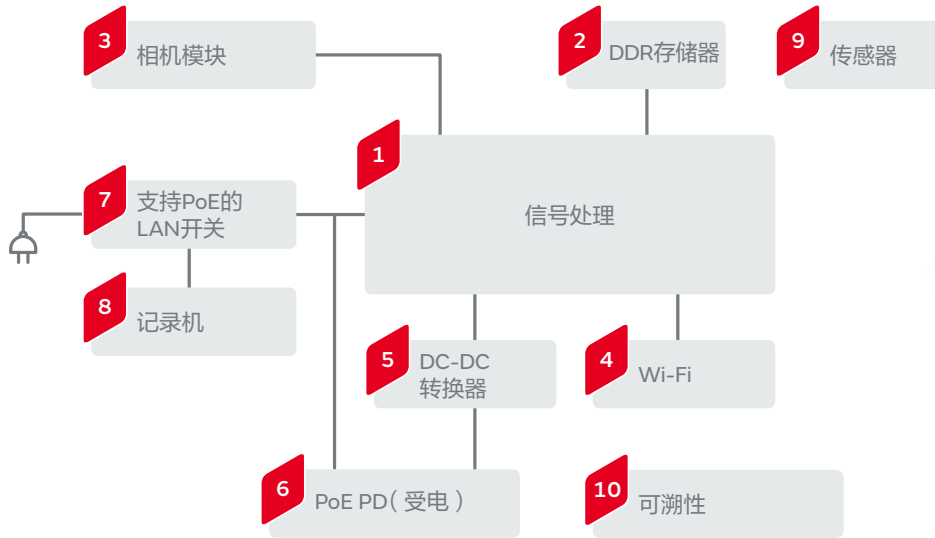 3
相机模块
2
DDR存储器
9
传感器
1
信号处理
7
支持PoE的
LAN开关
8
记录机
5
DC-DC
转换器
4
Wi-Fi
6
PoE PD（受电）
10
可溯性